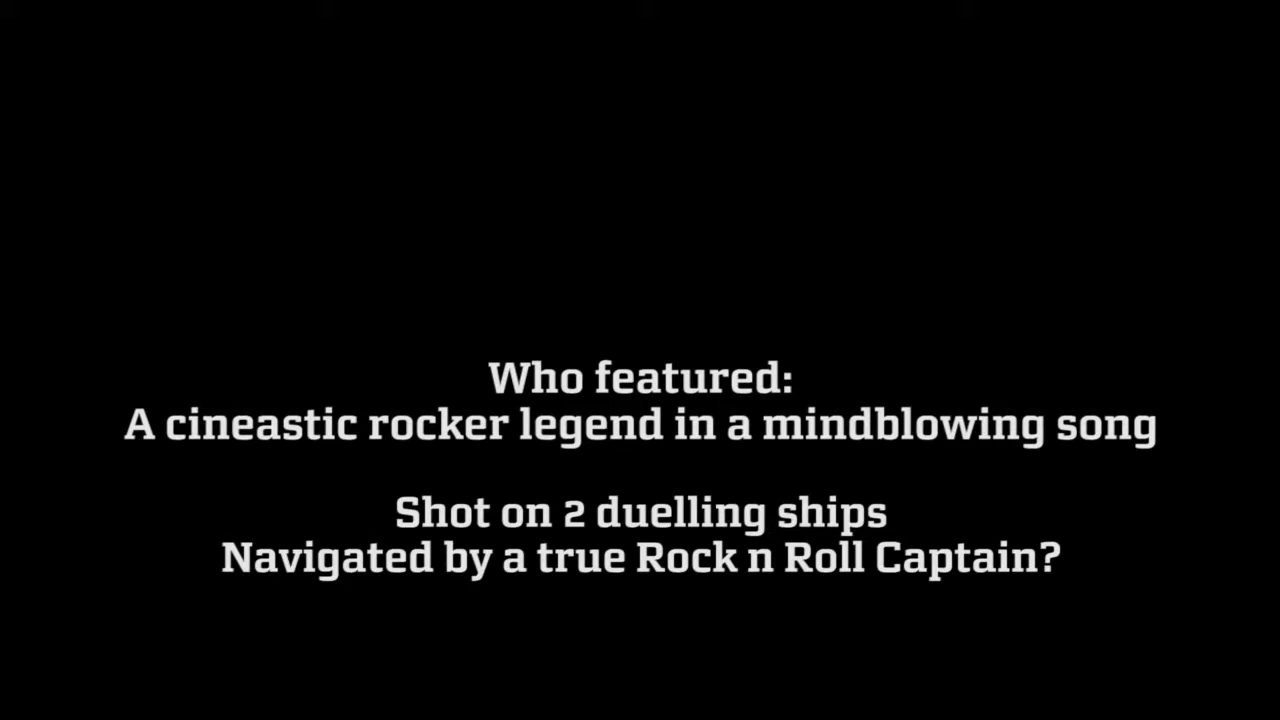 Who featured:
A cineastic rocker legend in a mindblowing song
Shot on 2 duelling ships
Navigated by a true Rock n Roll Captain?